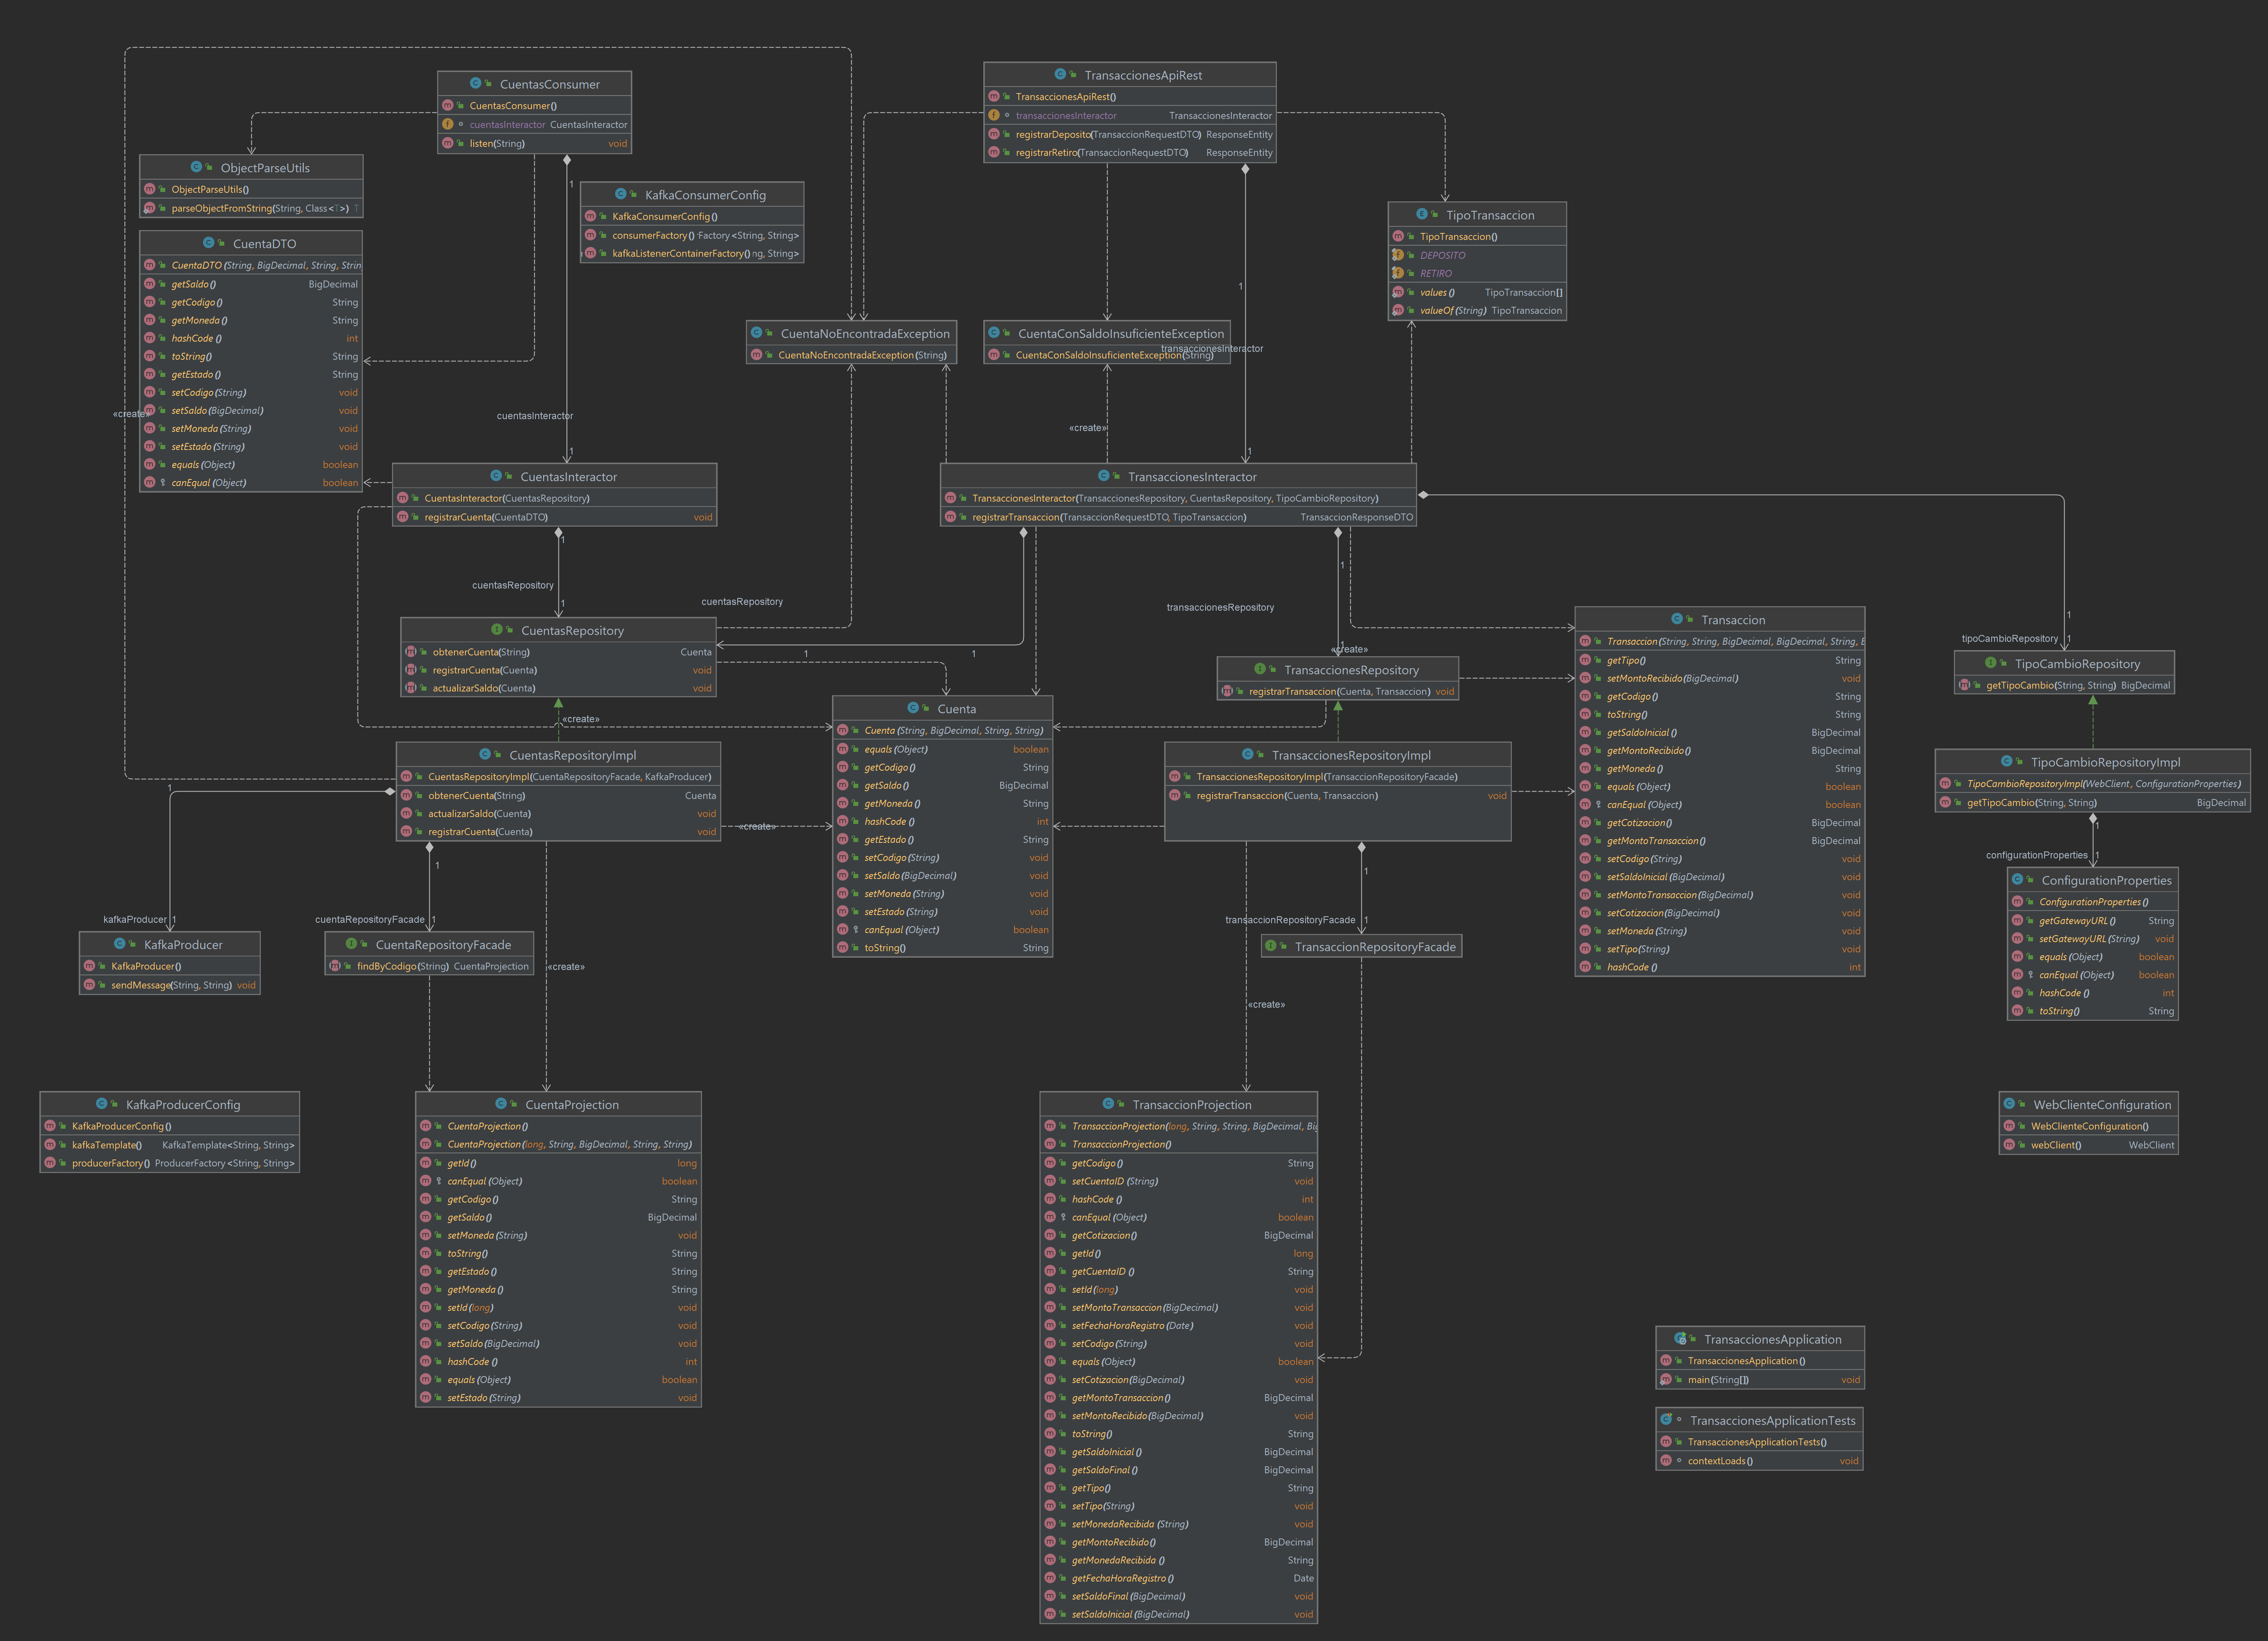 CuentasConsumer
CuentasConsumer()
cuentasInteractor CuentasInteractor
listen(String) void
TransaccionesApiRest
TransaccionesApiRest()
transaccionesInteractor TransaccionesInteractor
registrarDeposito(TransaccionRequestDTO) ResponseEntity
registrarRetiro(TransaccionRequestDTO) ResponseEntity
ObjectParseUtils
ObjectParseUtils()
parseObjectFromString(String, Class<T>) T
KafkaConsumerConfig
KafkaConsumerConfig()
consumerFactory() Factory<String, String>
kafkaListenerContainerFactory() ng, String>
TipoTransaccion
TipoTransaccion()
DEPOSITO
RETIRO
values() TipoTransaccion[]
valueOf(String) TipoTransaccion
CuentaDTO
CuentaDTO(String, BigDecimal, String, Strin
getSaldo() BigDecimal
getCodigo() String
getMoneda() String
hashCode() int
toString() String
getEstado() String
setCodigo(String) void
setSaldo(BigDecimal) void
setMoneda(String) void
setEstado(String) void
equals(Object) boolean
canEqual(Object) boolean
«create»
1
1
CuentaNoEncontradaException
CuentaNoEncontradaException(String)
CuentaConSaldoInsuficienteException
CuentaConSaldoInsuficienteException(String)
transaccionesInteractor
cuentasInteractor
«create»
1
1
CuentasInteractor
CuentasInteractor(CuentasRepository)
registrarCuenta(CuentaDTO) void
TransaccionesInteractor
TransaccionesInteractor(TransaccionesRepository, CuentasRepository, TipoCambioRepository)
registrarTransaccion(TransaccionRequestDTO, TipoTransaccion) TransaccionResponseDTO
1
1
cuentasRepository
1
cuentasRepository
transaccionesRepository
1
tipoCambioRepository
1
CuentasRepository
obtenerCuenta(String) Cuenta
registrarCuenta(Cuenta) void
actualizarSaldo(Cuenta) void
1
1
1
«create»
TransaccionesRepository
registrarTransaccion(Cuenta, Transaccion) void
Transaccion
Transaccion(String, String, BigDecimal, BigDecimal, String, E
getTipo() String
setMontoRecibido(BigDecimal) void
getCodigo() String
toString() String
getSaldoInicial() BigDecimal
getMontoRecibido() BigDecimal
getMoneda() String
equals(Object) boolean
canEqual(Object) boolean
getCotizacion() BigDecimal
getMontoTransaccion() BigDecimal
setCodigo(String) void
setSaldoInicial(BigDecimal) void
setMontoTransaccion(BigDecimal) void
setCotizacion(BigDecimal) void
setMoneda(String) void
setTipo(String) void
hashCode() int
TipoCambioRepository
getTipoCambio(String, String) BigDecimal
«create»
Cuenta
Cuenta(String, BigDecimal, String, String)
equals(Object) boolean
getCodigo() String
getSaldo() BigDecimal
getMoneda() String
hashCode() int
getEstado() String
setCodigo(String) void
setSaldo(BigDecimal) void
setMoneda(String) void
setEstado(String) void
canEqual(Object) boolean
toString() String
CuentasRepositoryImpl
CuentasRepositoryImpl(CuentaRepositoryFacade, KafkaProducer)
obtenerCuenta(String) Cuenta
actualizarSaldo(Cuenta) void
registrarCuenta(Cuenta) void
«create»
TransaccionesRepositoryImpl
TransaccionesRepositoryImpl(TransaccionRepositoryFacade)
registrarTransaccion(Cuenta, Transaccion) void
TipoCambioRepositoryImpl
TipoCambioRepositoryImpl(WebClient, ConfigurationProperties)
getTipoCambio(String, String) BigDecimal
1
1
1
1
configurationProperties 1
kafkaProducer 1
cuentaRepositoryFacade 1
transaccionRepositoryFacade 1
ConfigurationProperties
ConfigurationProperties()
getGatewayURL() String
setGatewayURL(String) void
equals(Object) boolean
canEqual(Object) boolean
hashCode() int
toString() String
KafkaProducer
KafkaProducer()
sendMessage(String, String) void
CuentaRepositoryFacade
findByCodigo(String) CuentaProjection
TransaccionRepositoryFacade
«create»
«create»
KafkaProducerConfig
KafkaProducerConfig()
kafkaTemplate() KafkaTemplate<String, String>
producerFactory() ProducerFactory<String, String>
CuentaProjection
CuentaProjection()
CuentaProjection(long, String, BigDecimal, String, String)
getId() long
canEqual(Object) boolean
getCodigo() String
getSaldo() BigDecimal
setMoneda(String) void
toString() String
getEstado() String
getMoneda() String
setId(long) void
setCodigo(String) void
setSaldo(BigDecimal) void
hashCode() int
equals(Object) boolean
setEstado(String) void
TransaccionProjection
TransaccionProjection(long, String, String, BigDecimal, Big
TransaccionProjection()
getCodigo() String
setCuentaID(String) void
hashCode() int
canEqual(Object) boolean
getCotizacion() BigDecimal
getId() long
getCuentaID() String
setId(long) void
setMontoTransaccion(BigDecimal) void
setFechaHoraRegistro(Date) void
setCodigo(String) void
equals(Object) boolean
setCotizacion(BigDecimal) void
getMontoTransaccion() BigDecimal
setMontoRecibido(BigDecimal) void
toString() String
getSaldoInicial() BigDecimal
getSaldoFinal() BigDecimal
getTipo() String
setTipo(String) void
setMonedaRecibida(String) void
getMontoRecibido() BigDecimal
getMonedaRecibida() String
getFechaHoraRegistro() Date
setSaldoFinal(BigDecimal) void
setSaldoInicial(BigDecimal) void
WebClienteConfiguration
WebClienteConfiguration()
webClient() WebClient
TransaccionesApplication
TransaccionesApplication()
main(String[]) void
TransaccionesApplicationTests
TransaccionesApplicationTests()
contextLoads() void